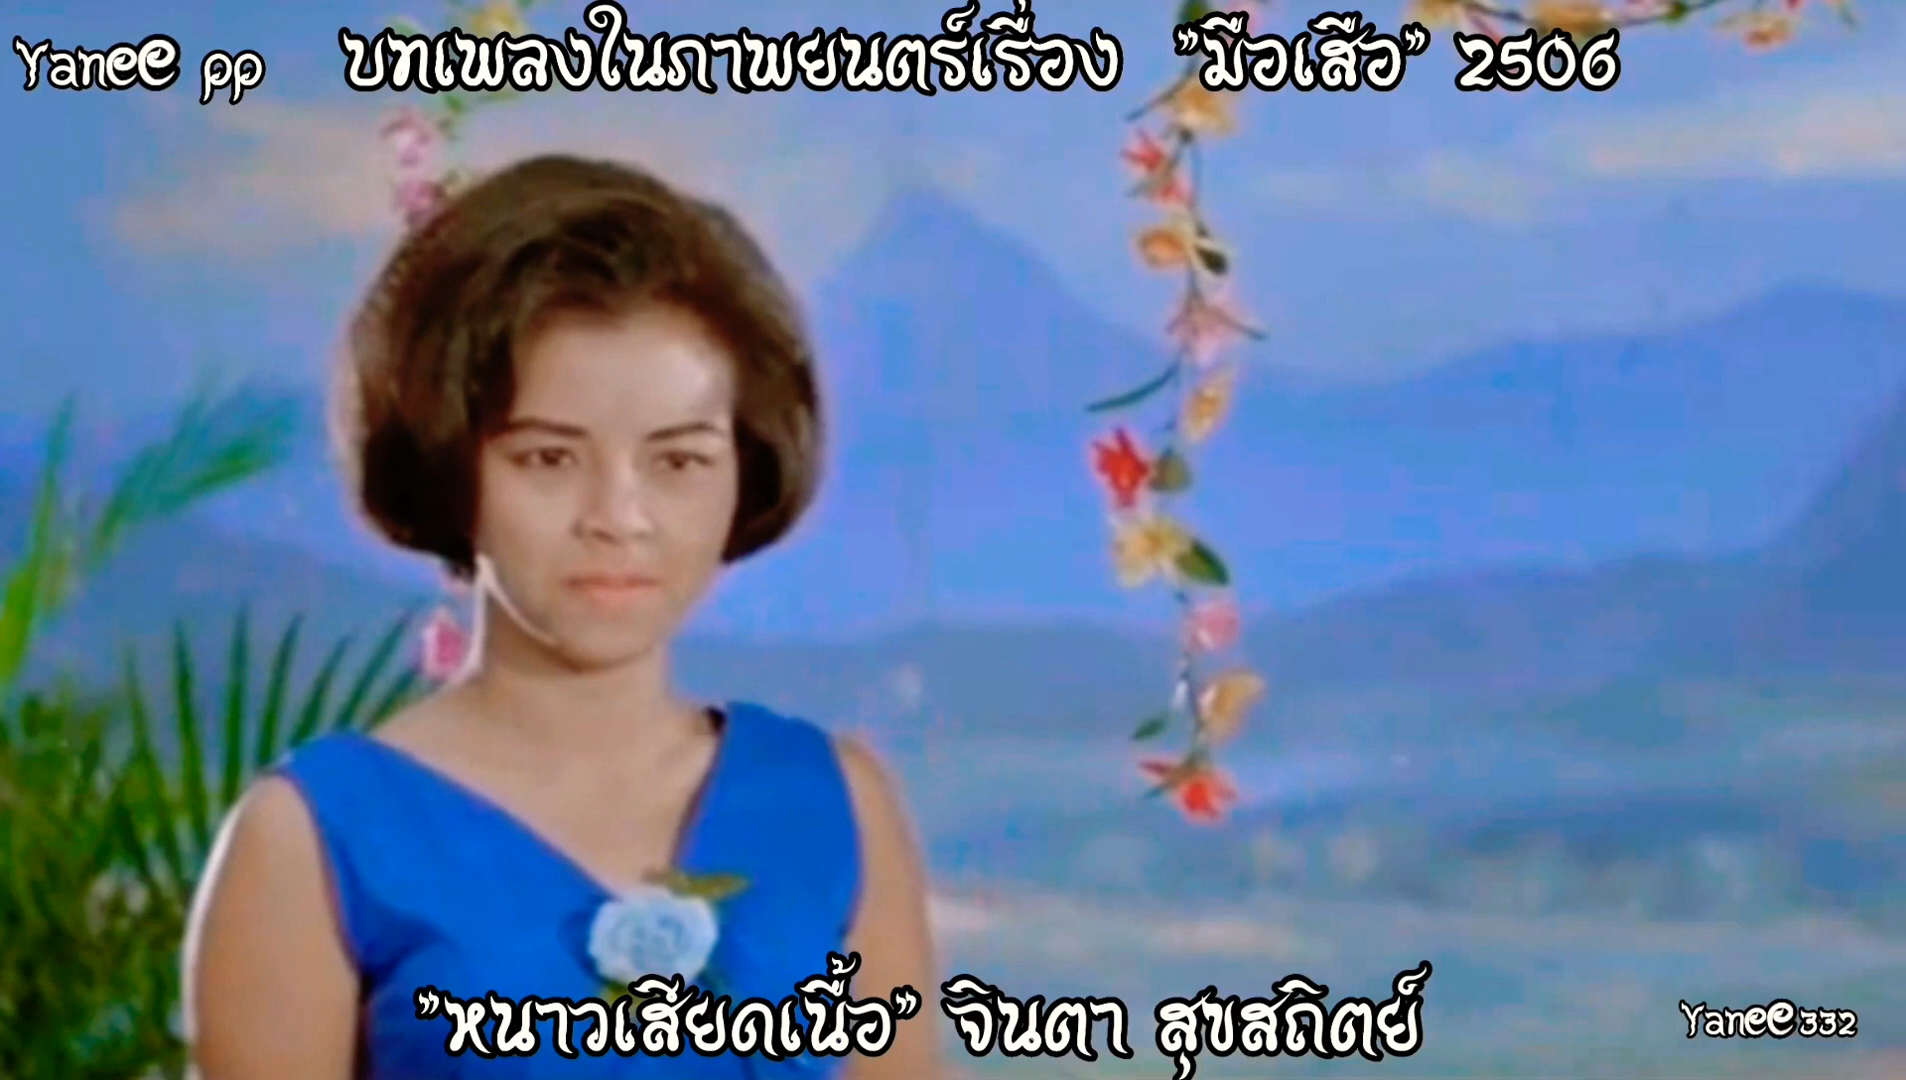 Yanee pp บทเพลงในภาพยนตร์เรื่อง "มือเสือ" 2506
"หนาวเสียดเนื้อ" จินตา สุขสถิตย์
Yanee332